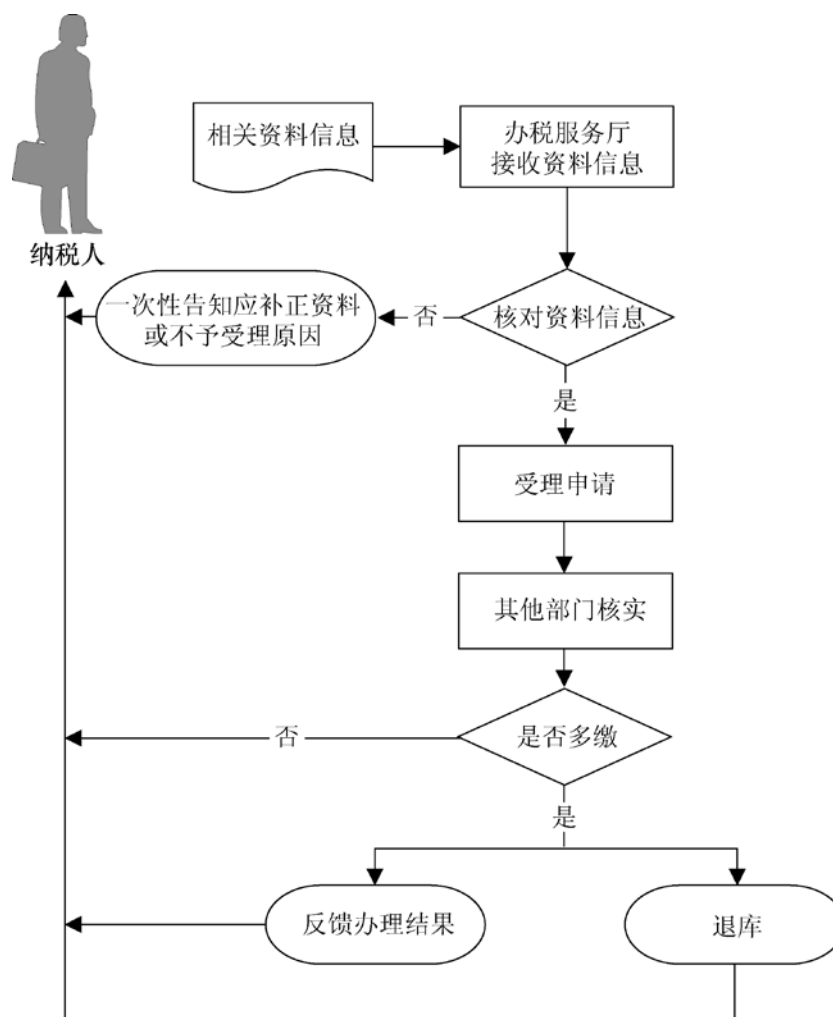 相关资料信息
办税服务厅
接收资料信息
纳税人
一次性告知应补正资料
或不予受理原因
否
核对资料信息
是
受理申请
其他部门核实
否
是否多缴
是
反馈办理结果
退库